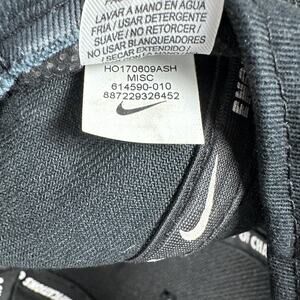 LAVAR A MANO EN AGUA
FRIA / USAR DETERGENTE
SUAVE / NO RETORCER /
NO USAR BLANQUEADORES
/ SECAR EXTENDIDO /
HO170609ASH
MISC
614590-010
887229326452